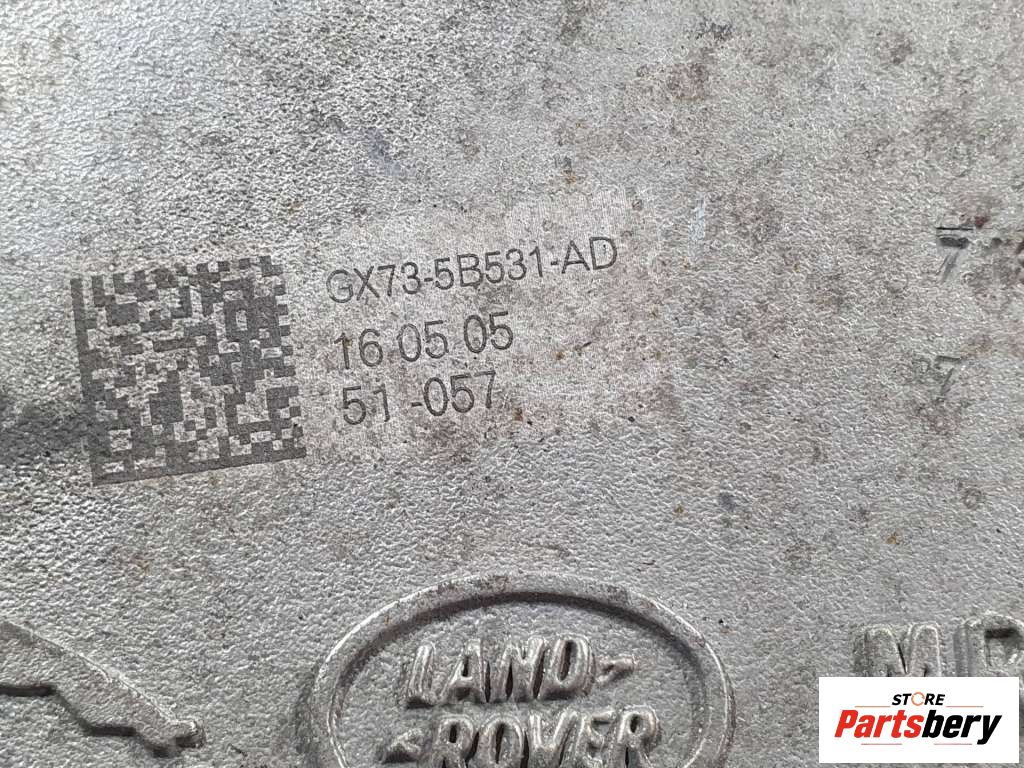 GX73-5B531-AD
16 05 05
51-057
LAND
ROVER
STORE
Partsbery